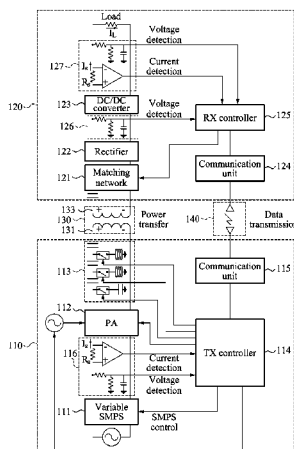 Load
I_L
Voltage detection
127
Current detection
R_s
DC/DC converter
123
Voltage detection
RX controller
125
120
126
Rectifier
122
Matching network
121
Communication unit
124
133
130
131
Power transfer
140
Data transmission
113
Communication unit
115
112
PA
TX controller
114
110
116
R_s
Current detection
Voltage detection
111
Variable SMPS
SMPS control